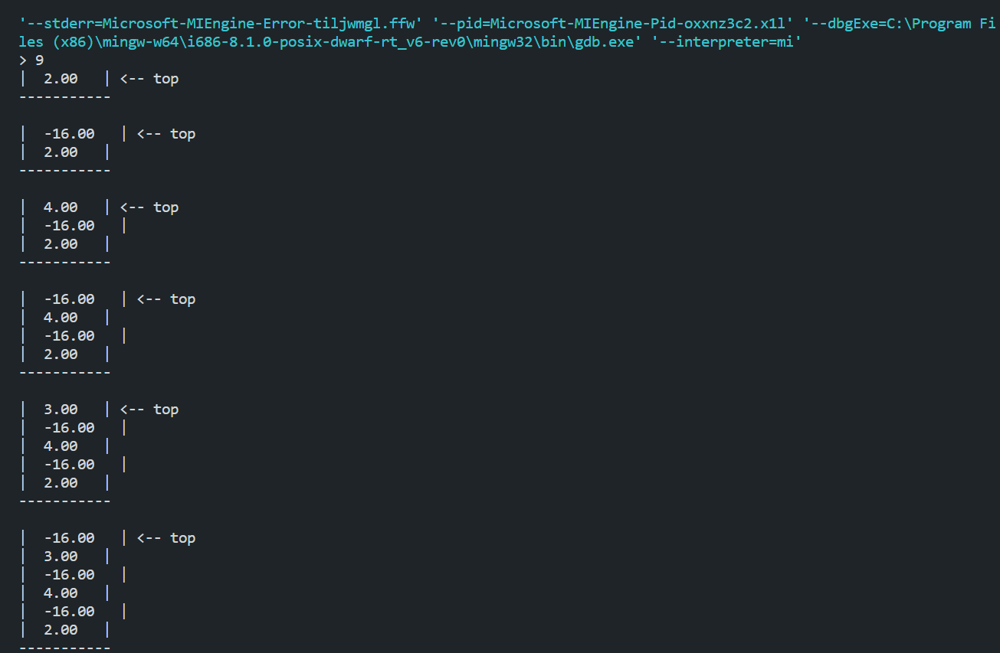 '--stderr=Microsoft-MIEngine-Error-tiljwmgl.ffw' '--pid=Microsoft-MIEngine-Pid-oxxnz3c2.x1l' '--dbgExe=C:\Program Fi
les (x86)\mingw-w64\i686-8.1.0-posix-dwarf-rt_v6-rev0\mingw32\bin\gdb.exe' '--interpreter=mi'
> 9
|  2.00   | <-- top
-----------
|  -16.00   | <-- top
|  2.00   |
-----------
|  4.00   | <-- top
|  -16.00   |
|  2.00   |
-----------
|  -16.00   | <-- top
|  4.00   |
|  -16.00   |
|  2.00   |
-----------
|  3.00   | <-- top
|  -16.00   |
|  4.00   |
|  -16.00   |
|  2.00   |
-----------
|  -16.00   | <-- top
|  3.00   |
|  -16.00   |
|  4.00   |
|  -16.00   |
|  2.00   |
-----------